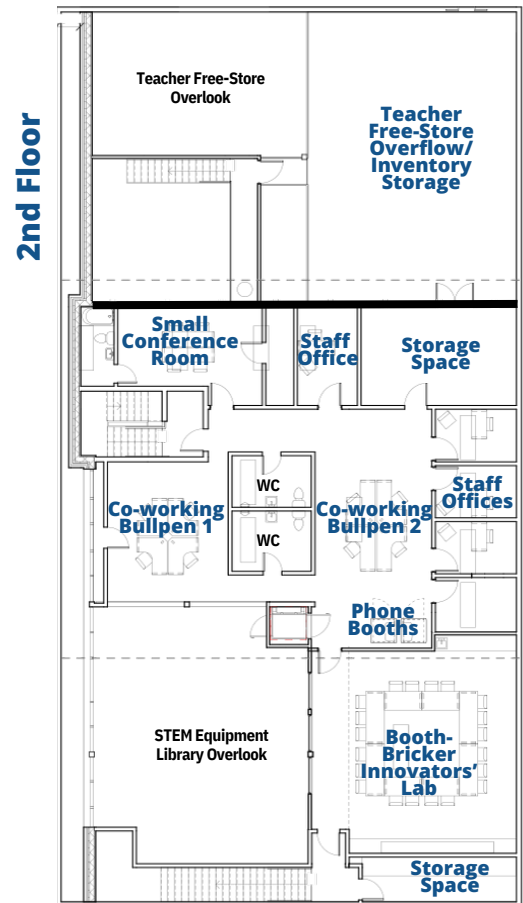 2nd Floor
Teacher Free-Store
Overlook
Teacher
Free-Store
Overflow/
Inventory
Storage
Small
Conference
Room
Staff
Office
Storage
Space
WC
WC
Co-working
Bullpen 1
Co-working
Bullpen 2
Staff
Offices
Phone
Booths
STEM Equipment
Library Overlook
Booth-
Bricker
Innovators’
Lab
Storage
Space